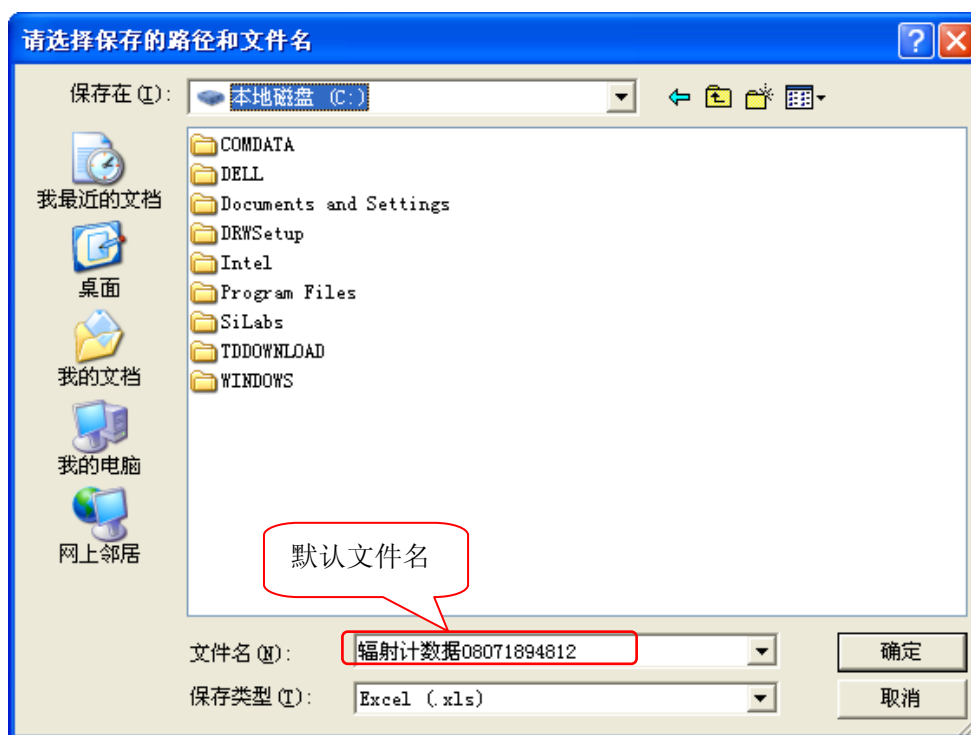 请选择保存的路径和文件名
保存在(I):
本地磁盘 (C:)
我最近的文档
桌面
我的文档
我的电脑
网上邻居
COMDATA
DELL
Documents and Settings
DRWSetup
Intel
Program Files
SiLabs
TDDOWNLOAD
WINDOWS
默认文件名
文件名(N):
辐射计数据08071894812
确定
保存类型(T):
Excel (.xls)
取消